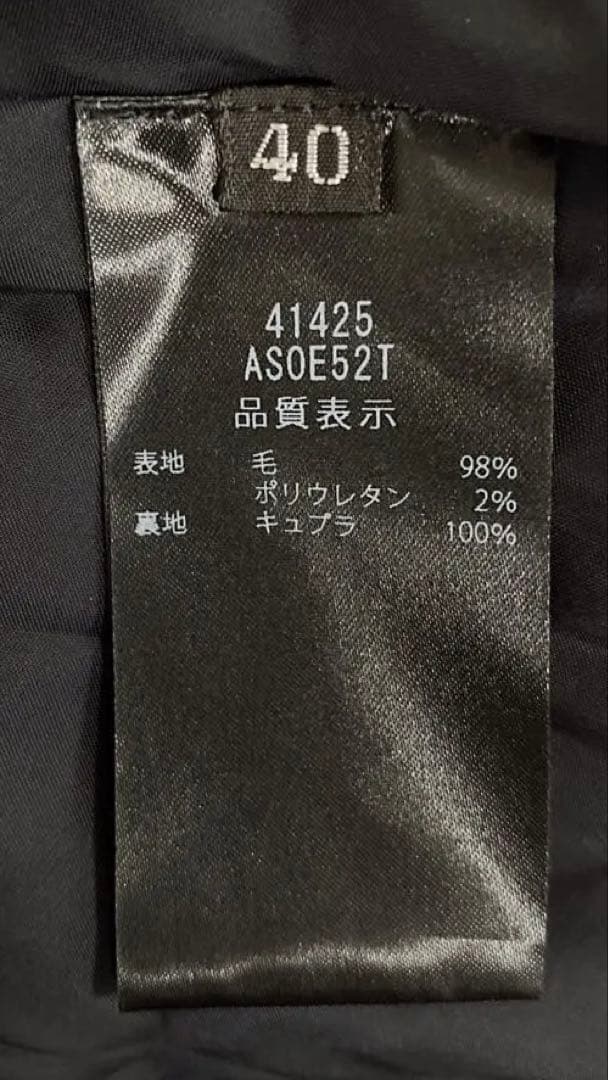 40
41425
ASOE52T
品質表示
表地 毛 98%
ポリウレタン 2%
裏地 キュプラ 100%